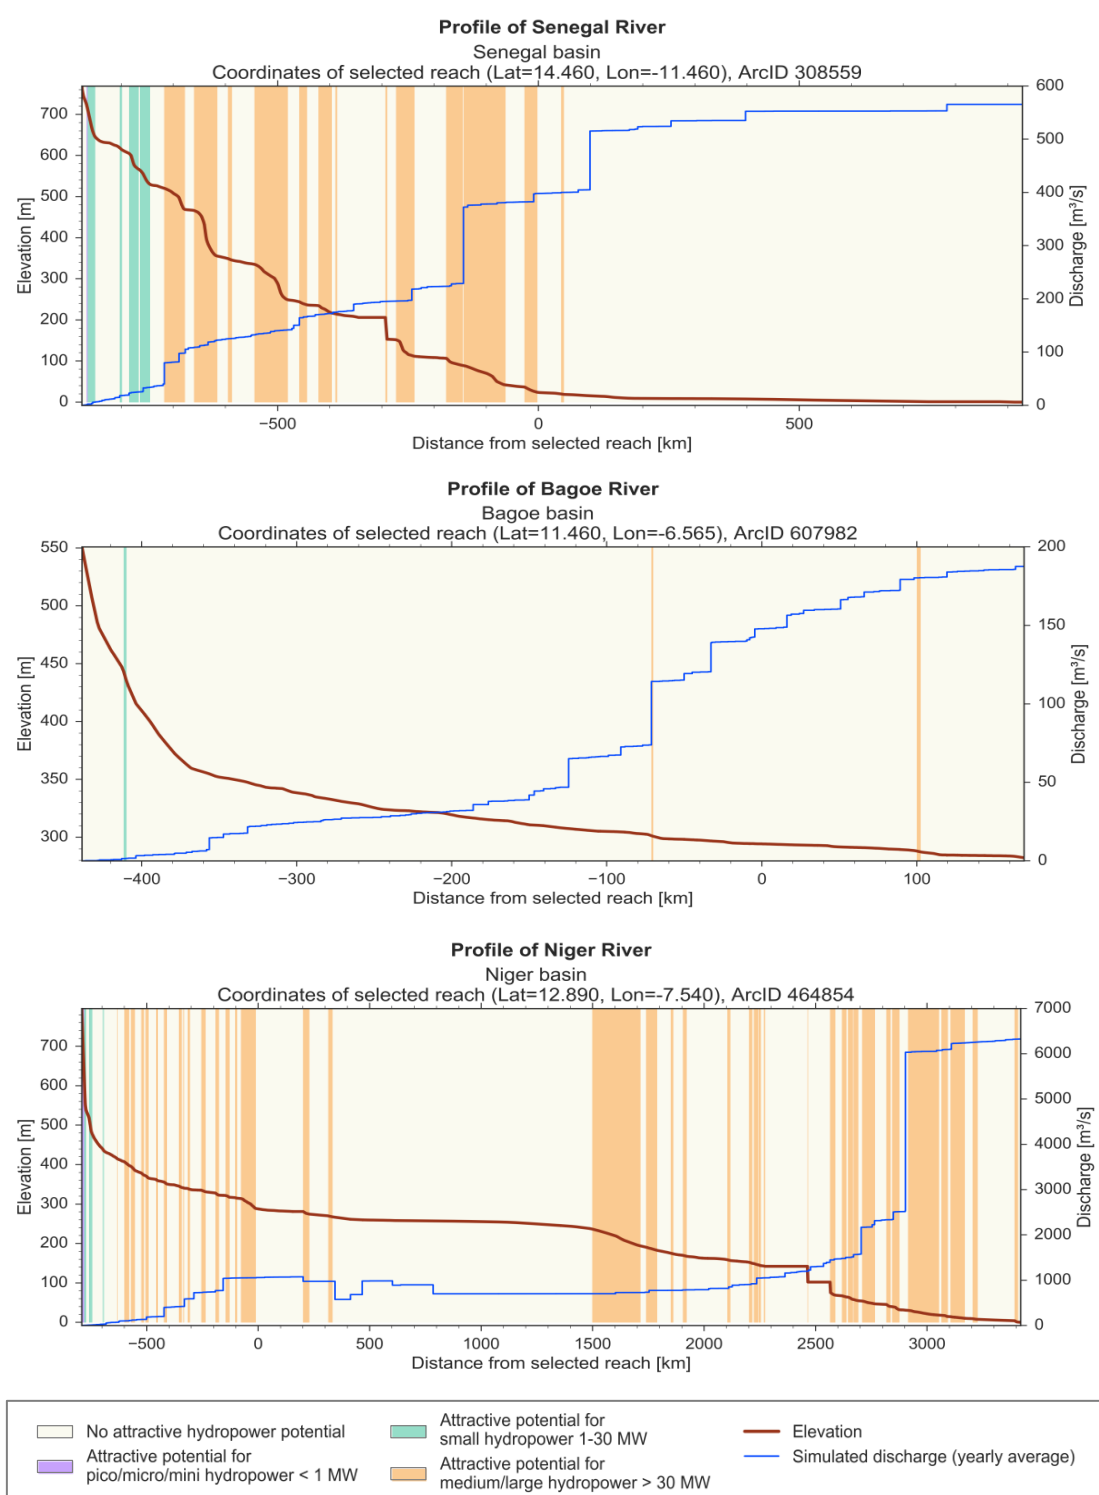 Profile of Senegal River
Senegal basin
Coordinates of selected reach (Lat=14.460, Lon=-11.460), ArcID 308559
700
600
500
400
300
200
100
0
Elevation [m]
600
500
400
300
200
100
0
Discharge [m³/s]
−500
0
500
Distance from selected reach [km]
Profile of Bagoe River
Bagoe basin
Coordinates of selected reach (Lat=11.460, Lon=-6.565), ArcID 607982
550
500
450
400
350
300
Elevation [m]
200
150
100
50
0
Discharge [m³/s]
−400
−300
−200
−100
0
100
Distance from selected reach [km]
Profile of Niger River
Niger basin
Coordinates of selected reach (Lat=12.890, Lon=-7.540), ArcID 464854
700
600
500
400
300
200
100
0
Elevation [m]
7000
6000
5000
4000
3000
2000
1000
0
Discharge [m³/s]
−500
0
500
1000
1500
2000
2500
3000
Distance from selected reach [km]
No attractive hydropower potential
Attractive potential for
pico/micro/mini hydropower < 1 MW
Attractive potential for
small hydropower 1-30 MW
Attractive potential for
medium/large hydropower > 30 MW
Elevation
Simulated discharge (yearly average)